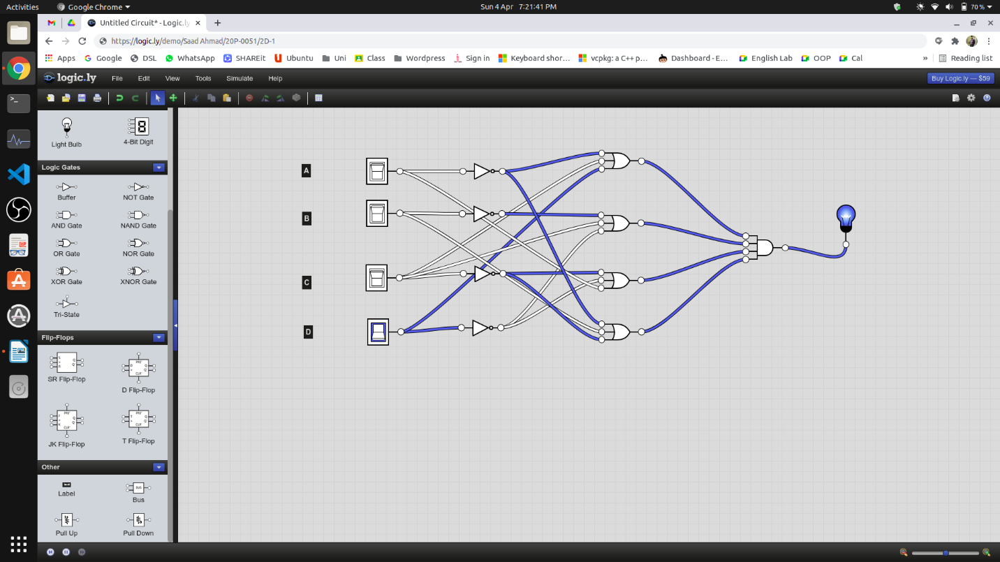 Activities Google Chrome Sun 4 Apr 7:21:41 PM 70 %
Untitled Circuit* - Logic.ly
https://logic.ly/demo/Saad Ahmad/20P-0051/2D-1
Apps Google DSL WhatsApp SHAREit Ubuntu Uni Class Wordpress Sign in Keyboard shor… vcpkg: a C++ p… Dashboard - E… English Lab OOP Cal » Reading list
logic.ly File Edit View Tools Simulate Help Buy Logic.ly — $59
Light Bulb 4-Bit Digit
Logic Gates
Buffer NOT Gate
AND Gate NAND Gate
OR Gate NOR Gate
XOR Gate XNOR Gate
Tri-State
Flip-Flops
SR Flip-Flop D Flip-Flop
JK Flip-Flop T Flip-Flop
Other
Label Bus
Pull Up Pull Down
A
B
C
D